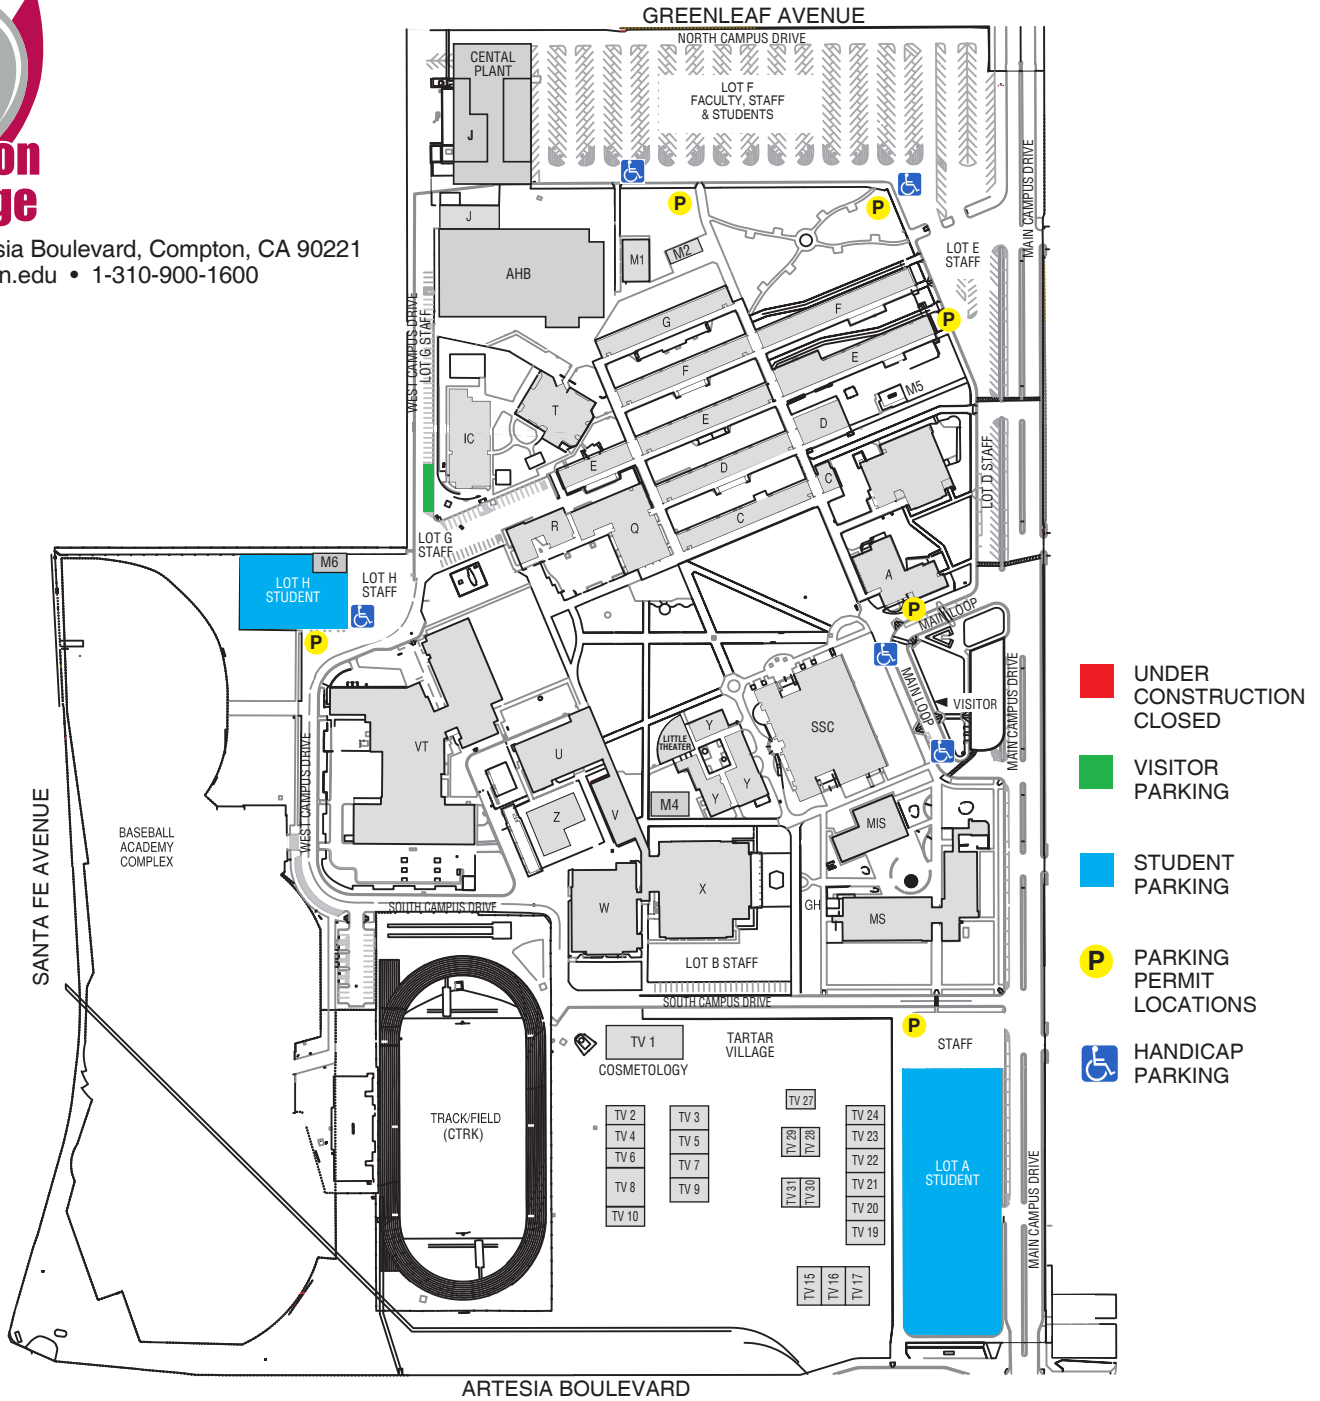 GREENLEAF AVENUE
NORTH CAMPUS DRIVE
CENTAL
PLANT
LOT F
FACULTY, STAFF
& STUDENTS
J
on
ge
sia Boulevard, Compton, CA 90221
n.edu • 1-310-900-1600
P
P
J
MAIN CAMPUS DRIVE
LOT E
STAFF
M1
M2
AHB
G
F
P
E
F
WEST CAMPUS DRIVE
LOT G STAFF
T
IC
E
D
M5
E
D
C
C
LOT D STAFF
R
Q
LOT G
STAFF
M6
LOT H
STUDENT
LOT H
STAFF
A
P
MAIN LOOP
P
MAIN LOOP
VISITOR
MAIN CAMPUS DRIVE
SSC
Y
LITTLE
THEATER
Y
Y
VT
U
WEST CAMPUS DRIVE
M4
V
Z
MIS
BASEBALL
ACADEMY
COMPLEX
SANTA FE AVENUE
X
W
GH
MS
SOUTH CAMPUS DRIVE
LOT B STAFF
SOUTH CAMPUS DRIVE
P
STAFF
TV 1
COSMETOLOGY
TARTAR
VILLAGE
TV 27
TV 2
TV 3
TV 24
TV 4
TV 5
TV 29
TV 28
TV 23
TV 6
TV 7
TV 22
TV 8
TV 9
TV 31
TV 30
TV 21
TV 10
TV 20
TV 19
TV 15
TV 16
TV 17
TRACK/FIELD
(CTRK)
LOT A
STUDENT
MAIN CAMPUS DRIVE
ARTESIA BOULEVARD
UNDER
CONSTRUCTION
CLOSED
VISITOR
PARKING
STUDENT
PARKING
P
PARKING
PERMIT
LOCATIONS
HANDICAP
PARKING